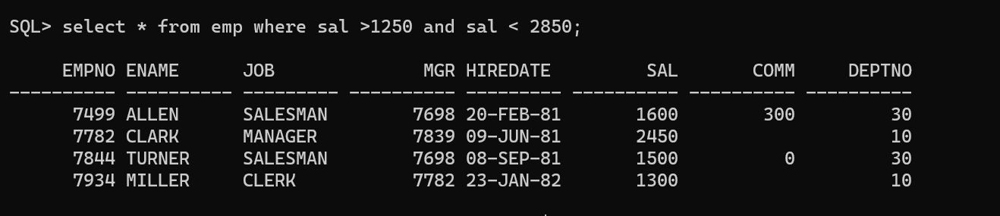 SQL> select * from emp where sal >1250 and sal < 2850;
     EMPNO ENAME      JOB              MGR HIREDATE         SAL       COMM     DEPTNO
---------- ---------- --------- ---------- --------- ---------- ---------- ----------
      7499 ALLEN      SALESMAN        7698 20-FEB-81       1600        300         30
      7782 CLARK      MANAGER         7839 09-JUN-81       2450                    10
      7844 TURNER     SALESMAN        7698 08-SEP-81       1500          0         30
      7934 MILLER     CLERK           7782 23-JAN-82       1300                    10